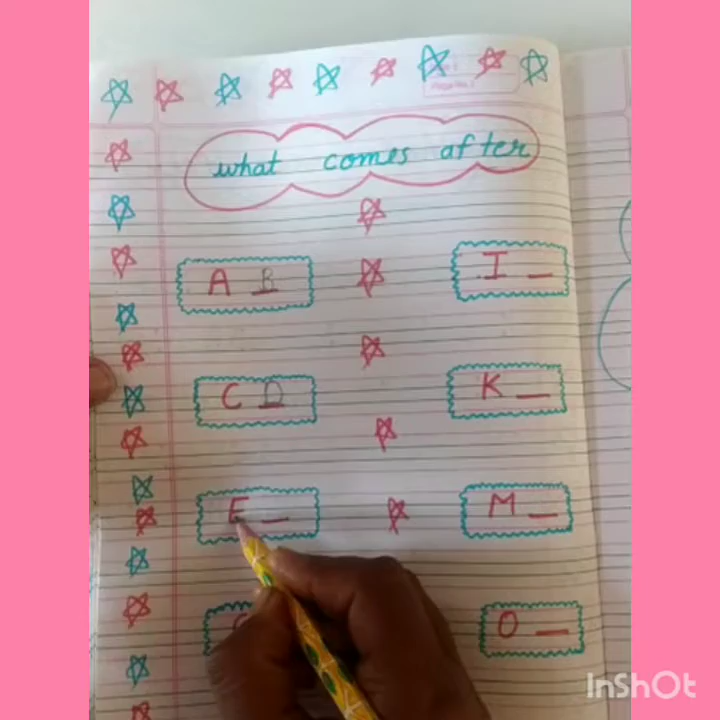 what comes after
A B
I _
C D
K _
E _
M _
O _
InShOt